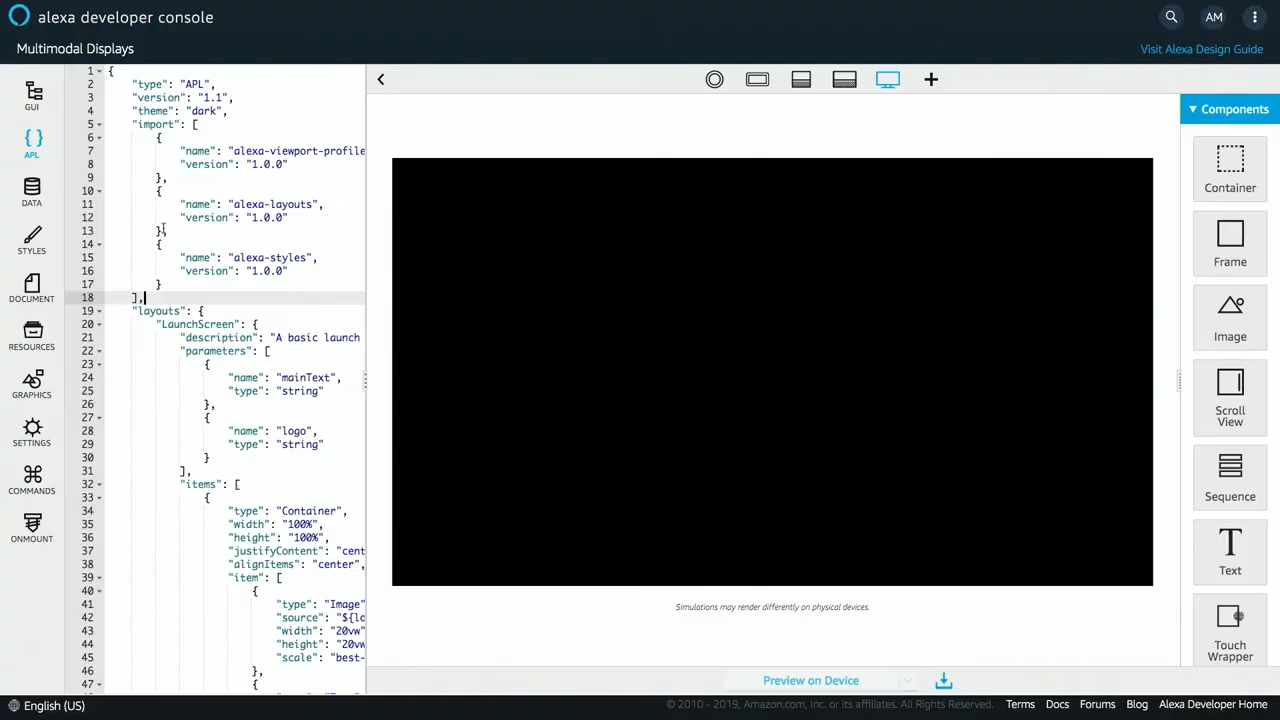 alexa developer console
AM
Multimodal Displays
Visit Alexa Design Guide
GUI
APL
DATA
STYLES
DOCUMENT
RESOURCES
GRAPHICS
SETTINGS
COMMANDS
ONMOUNT
1 {
2 "type": "APL",
3 "version": "1.1",
4 "theme": "dark",
5 "import": [
6 {
7 "name": "alexa-viewport-profile
8 "version": "1.0.0"
9 },
10 {
11 "name": "alexa-layouts",
12 "version": "1.0.0"
13 },
14 {
15 "name": "alexa-styles",
16 "version": "1.0.0"
17 }
18 ],
19 "layouts": {
20 "LaunchScreen": {
21 "description": "A basic launch
22 "parameters": [
23 {
24 "name": "mainText",
25 "type": "string"
26 },
27 {
28 "name": "logo",
29 "type": "string"
30 }
31 ],
32 "items": [
33 {
34 "type": "Container",
35 "width": "100%",
36 "height": "100%",
37 "justifyContent": "cent
38 "alignItems": "center",
39 "item": [
40 {
41 "type": "Image"
42 "source": "${lo
43 "width": "20vw"
44 "height": "20vw
45 "scale": "best-
46 },
47 {
Simulations may render differently on physical devices.
Preview on Device
Components
Container
Frame
Image
Scroll
View
Sequence
Text
Touch
Wrapper
English (US)
© 2010 - 2019, Amazon.com, Inc. or its affiliates. All Rights Reserved.
Terms
Docs
Forums
Blog
Alexa Developer Home